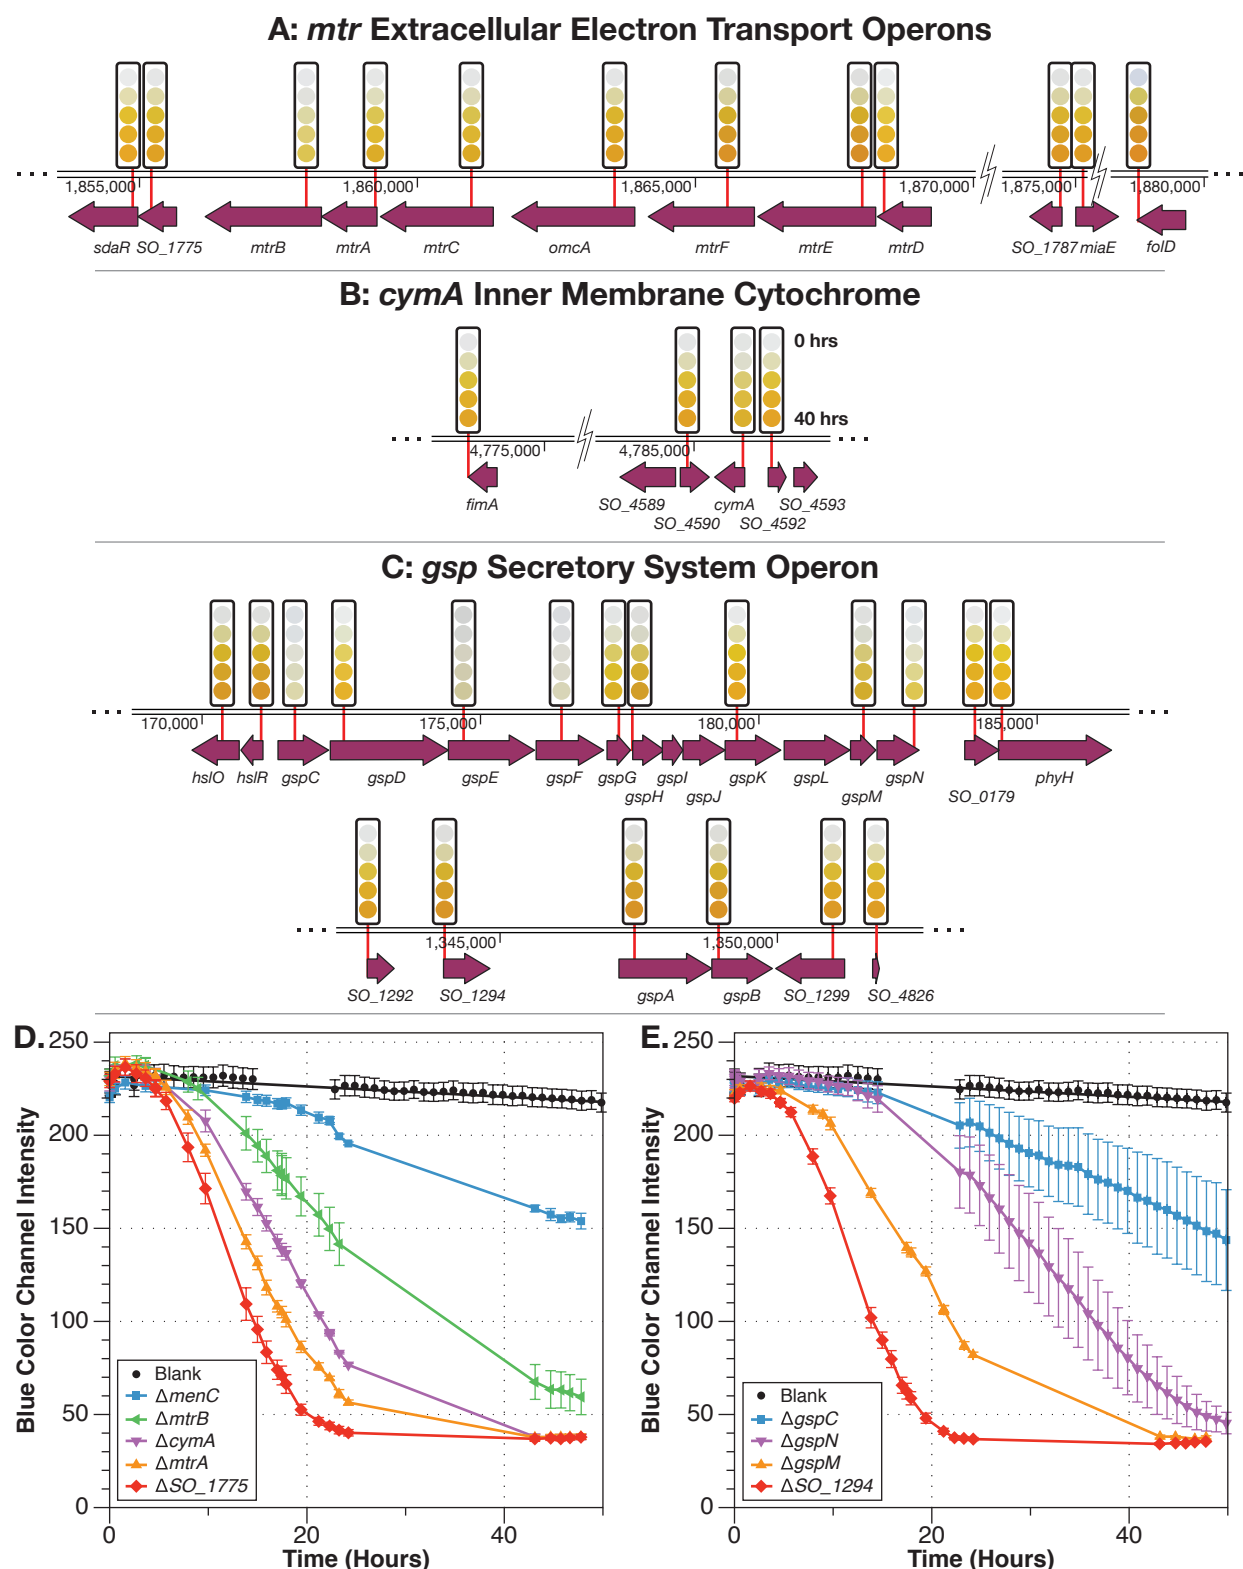 A: mtr Extracellular Electron Transport Operons
1,855,000 1,860,000 1,865,000 1,870,000 1,875,000 1,880,000
sdaR SO_1775 mtrB mtrA mtrC omcA mtrF mtrE mtrD SO_1787 miaE folD
B: cymA Inner Membrane Cytochrome
0 hrs
40 hrs
4,775,000 4,785,000
fimA SO_4589 cymA SO_4593
SO_4590 SO_4592
C: gsp Secretory System Operon
170,000 175,000 180,000 185,000
hslO hslR gspC gspD gspE gspF gspG gspI gspK gspL gspN phyH
gspH gspJ gspM SO_0179
1,345,000 1,350,000
SO_1292 SO_1294 gspA gspB SO_1299 SO_4826
D.
Blue Color Channel Intensity
250
200
150
100
50
0
Blank
ΔmenC
ΔmtrB
ΔcymA
ΔmtrA
ΔSO_1775
0 20 40
Time (Hours)
E.
Blue Color Channel Intensity
250
200
150
100
50
0
Blank
ΔgspC
ΔgspN
ΔgspM
ΔSO_1294
0 20 40
Time (Hours)